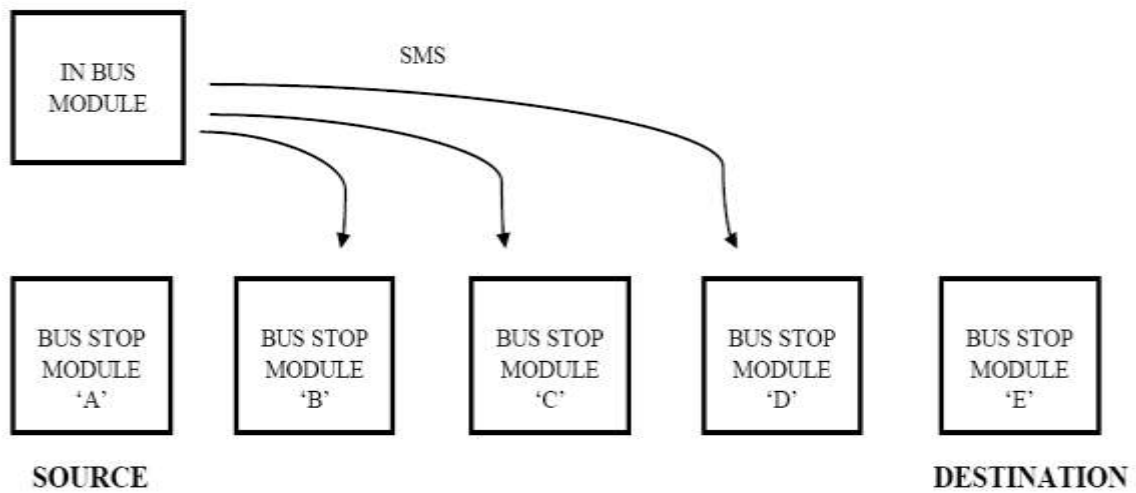 IN BUS
MODULE
SMS
BUS STOP
MODULE
‘A’
BUS STOP
MODULE
‘B’
BUS STOP
MODULE
‘C’
BUS STOP
MODULE
‘D’
BUS STOP
MODULE
‘E’
SOURCE
DESTINATION